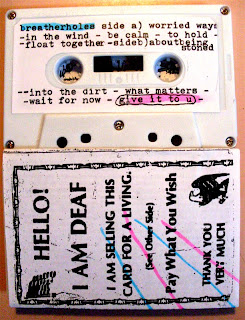 breatherholes side a) worried ways
-in the wind - be calm - to hold -
-float together -sideb)aboutbeing
stoned
--into the dirt - what matters -
-wait for now - give it to u)-
HELLO!
I AM DEAF
I AM SELLING THIS
CARD FOR A LIVING.
(See Other Side)
Pay What You Wish
THANK YOU
VERY MUCH